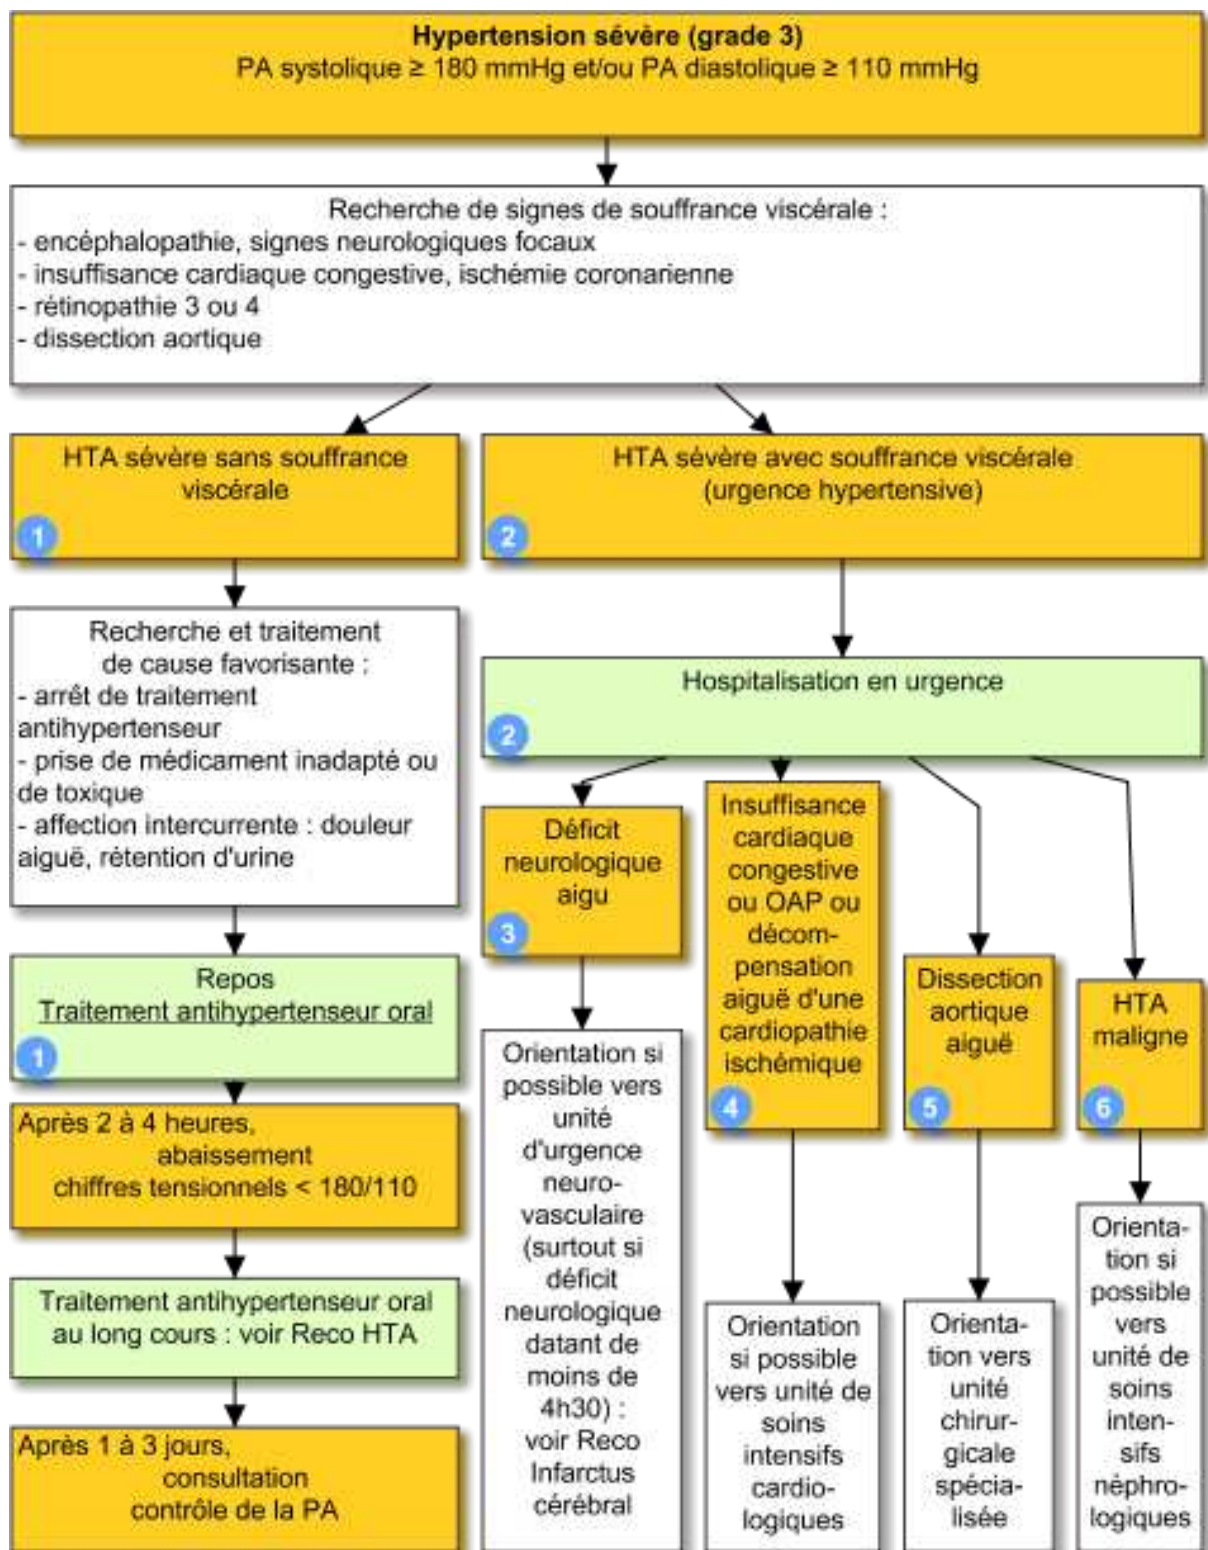 Hypertension sévère (grade 3)
PA systolique ≥ 180 mmHg et/ou PA diastolique ≥ 110 mmHg
Recherche de signes de souffrance viscérale :
- encéphalopathie, signes neurologiques focaux
- insuffisance cardiaque congestive, ischémie coronarienne
- rétinopathie 3 ou 4
- dissection aortique
HTA sévère sans souffrance
viscérale
1
HTA sévère avec souffrance viscérale
(urgence hypertensive)
2
Recherche et traitement
de cause favorisante :
- arrêt de traitement
antihypertenseur
- prise de médicament inadapté ou
de toxique
- affection intercurrente : douleur
aiguë, rétention d'urine
Repos
Traitement antihypertenseur oral
1
Après 2 à 4 heures,
abaissement
chiffres tensionnels < 180/110
Traitement antihypertenseur oral
au long cours : voir Reco HTA
Après 1 à 3 jours,
consultation
contrôle de la PA
Hospitalisation en urgence
2
Déficit
neurologique
aigu
3
Orientation si
possible vers
unité
d'urgence
neuro-
vasculaire
(surtout si
déficit
neurologique
datant de
moins de
4h30) :
voir Reco
Infarctus
cérébral
Insuffisance
cardiaque
congestive
ou OAP ou
décom-
pensation
aiguë d'une
cardiopathie
ischémique
4
Orientation
si possible
vers unité de
soins
intensifs
cardio-
logiques
Dissection
aortique
aiguë
5
Orienta-
tion vers
unité
chirur-
gicale
spécia-
lisée
HTA
maligne
6
Orienta-
tion si
possible
vers
unité de
soins
inten-
sifs
néphro-
logiques